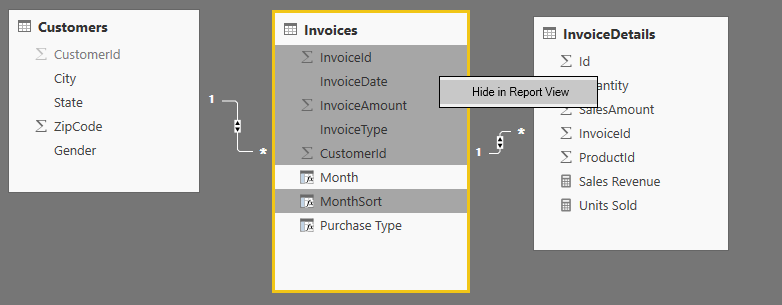 Customers
CustomerId
City
State
ZipCode
Gender
1
*
Invoices
InvoiceId
InvoiceDate
InvoiceAmount
InvoiceType
CustomerId
Month
MonthSort
Purchase Type
Hide in Report View
1
*
InvoiceDetails
Id
antity
SalesAmount
InvoiceId
ProductId
Sales Revenue
Units Sold